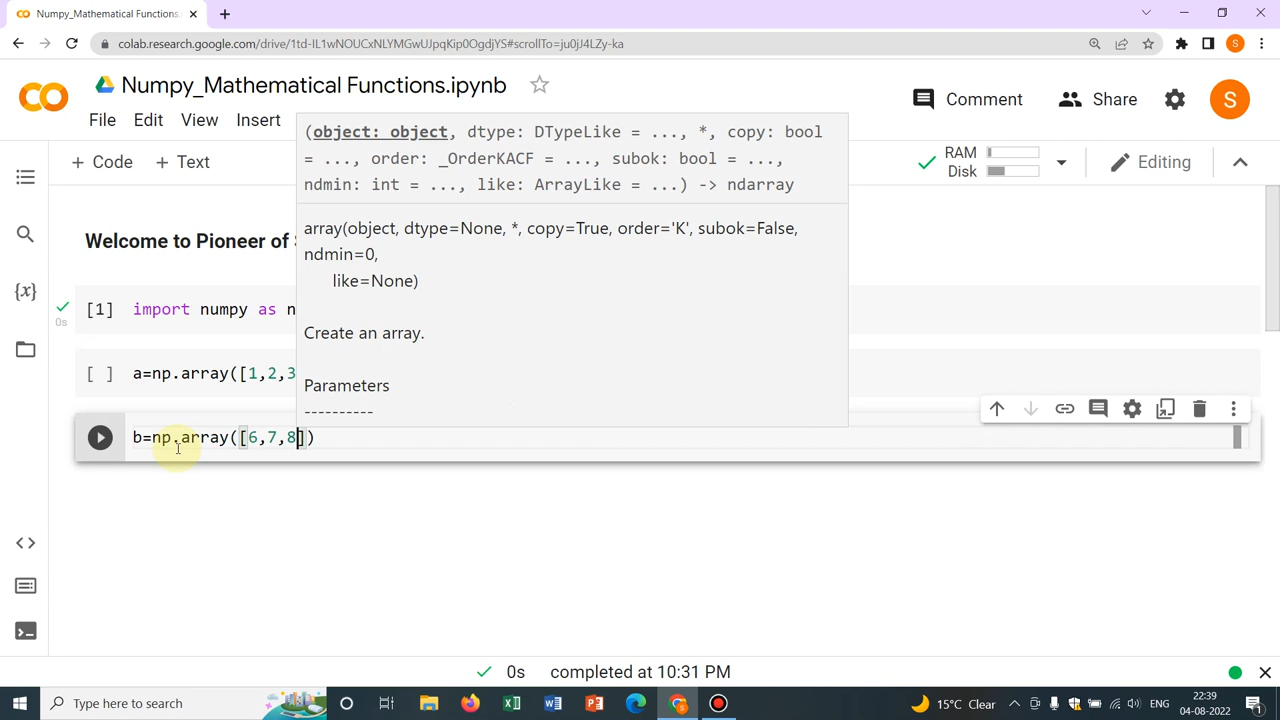 Numpy_Mathematical Functions.
colab.research.google.com/drive/1td-IL1wNOUCxNLYMGwUJpqKip0OgdjYS#scrollTo=ju0jJ4LZy-ka
S
Numpy_Mathematical Functions.ipynb
Comment
Share
S
File Edit View Insert
+ Code + Text
RAM
Disk
Editing
(object: object, dtype: DTypeLike = ..., *, copy: bool
= ..., order: _OrderKACF = ..., subok: bool = ...,
ndmin: int = ..., like: ArrayLike = ...) -> ndarray
array(object, dtype=None, *, copy=True, order='K', subok=False,
ndmin=0,
like=None)
Create an array.
Parameters
----------
Welcome to Pioneer of
{x}
[1] import numpy as n
0s
[ ] a=np.array([1,2,3
b=np.array([6,7,8])
0s completed at 10:31 PM
Type here to search
15°C Clear
22:39
04-08-2022
1